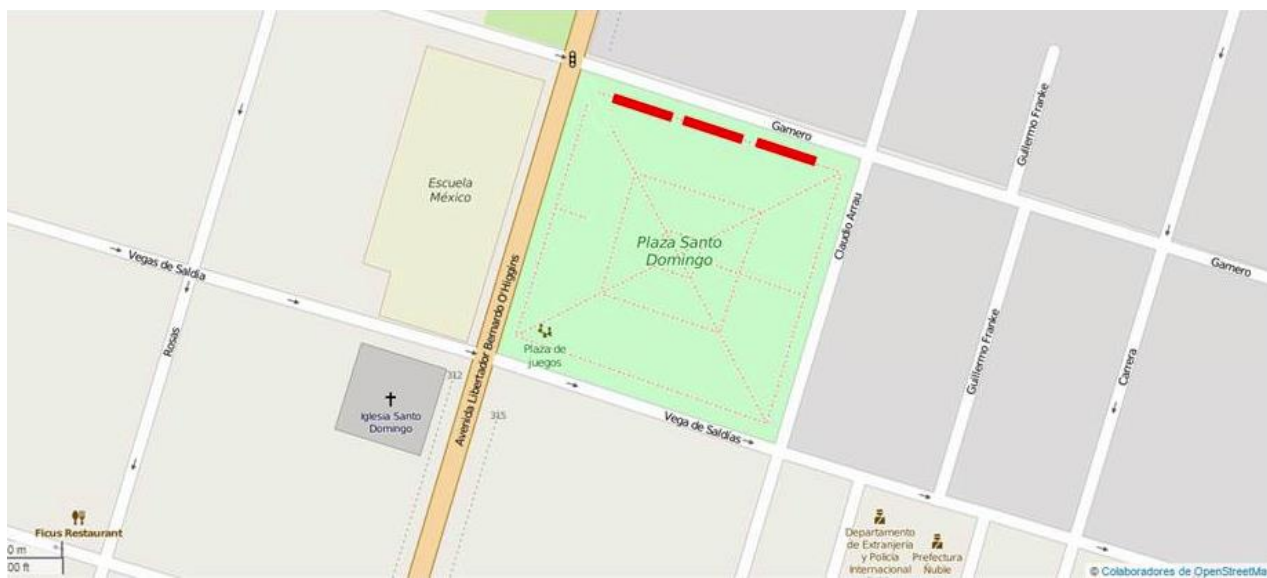 Gamero
Guillermo Franke
Escuela
México
Claudio Arrau
Plaza Santo
Domingo
Gamero
Vegas de Saldía
Avenida Libertador Bernardo O'Higgins
Rosas
Plaza de
juegos
Guillermo Franke
Carrera
312
Iglesia Santo
Domingo
315
Vega de Saldías
Ficus Restaurant
Departamento
de Extranjería
y Policía
Internacional
Prefectura
Ñuble
0 m
00 ft
© Colaboradores de OpenStreetMa